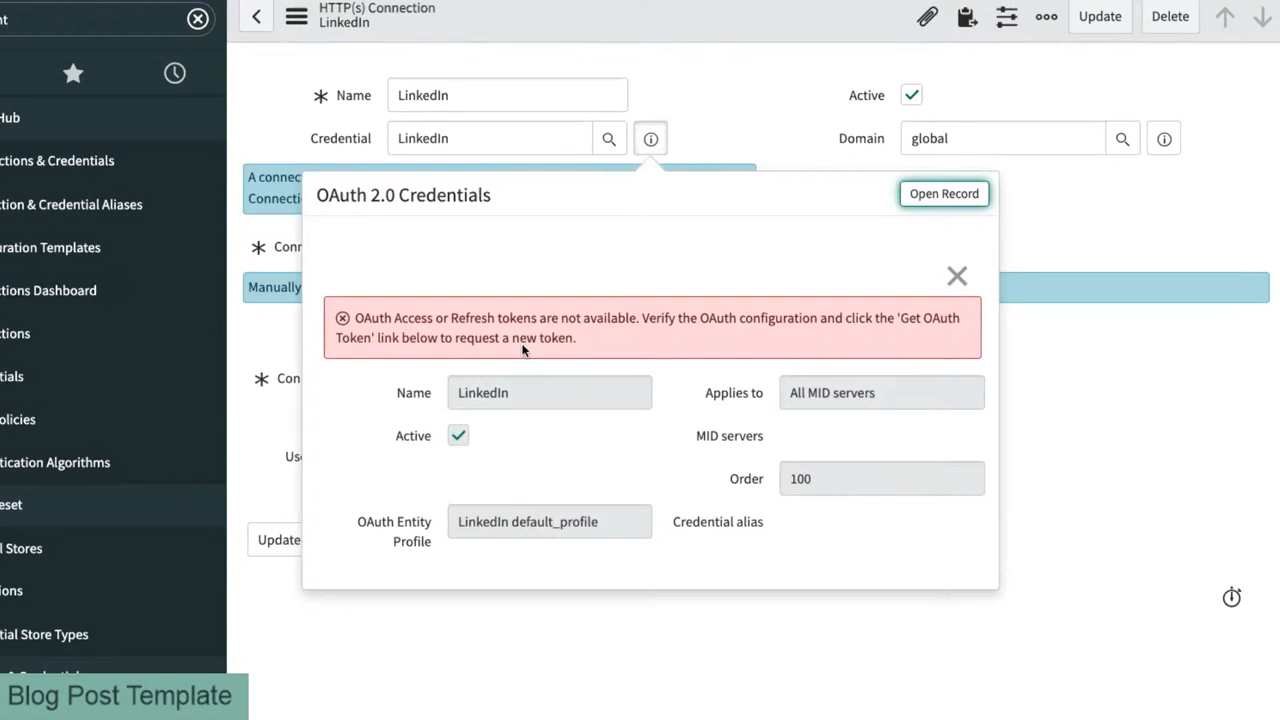 nt
HTTP(s) Connection
LinkedIn
Update
Delete
Hub
ctions & Credentials
ction & Credential Aliases
uration Templates
ctions Dashboard
ctions
tials
olicies
tication Algorithms
eset
l Stores
ions
tial Store Types
Name
LinkedIn
Active
Credential
LinkedIn
Domain
global
A connec
Connecti
Conn
Manually
Con
Us
Update
OAuth 2.0 Credentials
Open Record
OAuth Access or Refresh tokens are not available. Verify the OAuth configuration and click the 'Get OAuth
Token' link below to request a new token.
Name
LinkedIn
Applies to
All MID servers
Active
MID servers
Order
100
OAuth Entity
Profile
LinkedIn default_profile
Credential alias
Blog Post Template